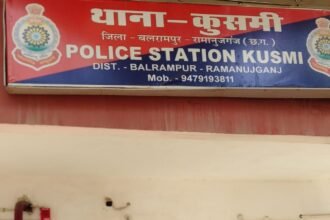 थाना - कुसमी
जिला - बलरामपुर - रामानुजगंज (छ.ग.)
POLICE STATION KUSMI
DIST. - BALRAMPUR - RAMANUJGANJ
Mob. - 9479193811